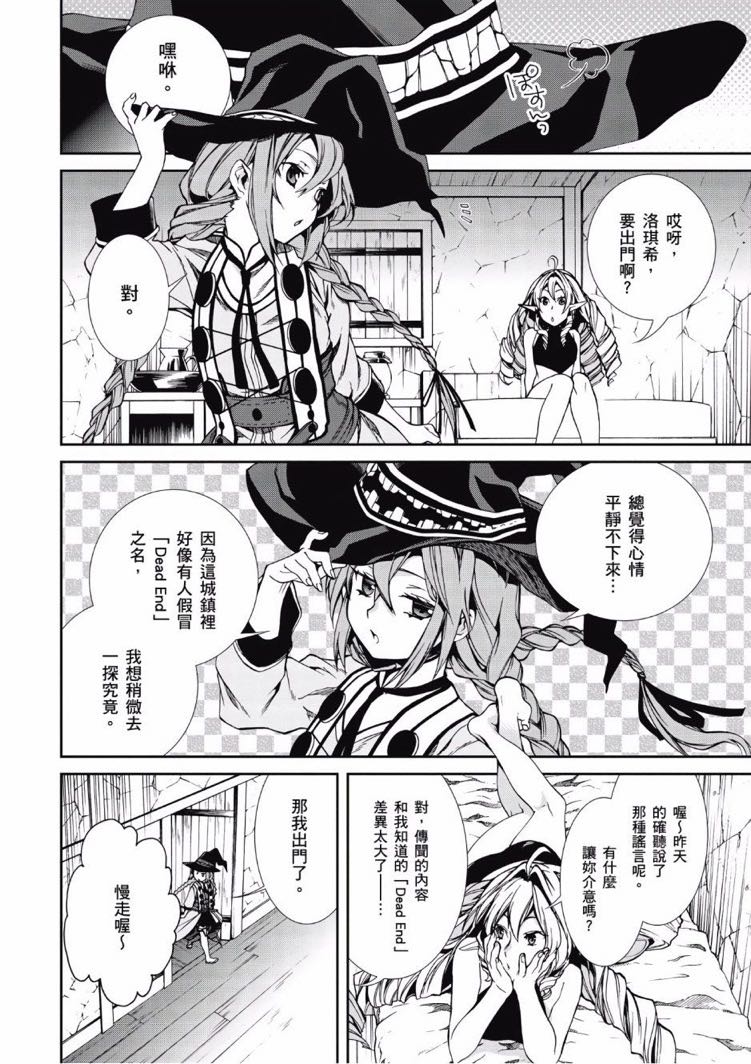 ぱすんっ
嘿咻。
哎呀，
洛琪希，
要出門啊？
對。
總覺得心情
平靜不下來…
因為這城鎮裡
好像有人假冒
「Dead End」
之名，
我想稍微去
一探究竟。
喔～昨天
的確聽說了
那種謠言呢。
有什麼
讓妳介意嗎？
對，傳聞的內容
和我知道的「Dead End」
差異太大了——…
那我出門了。
慢走喔～